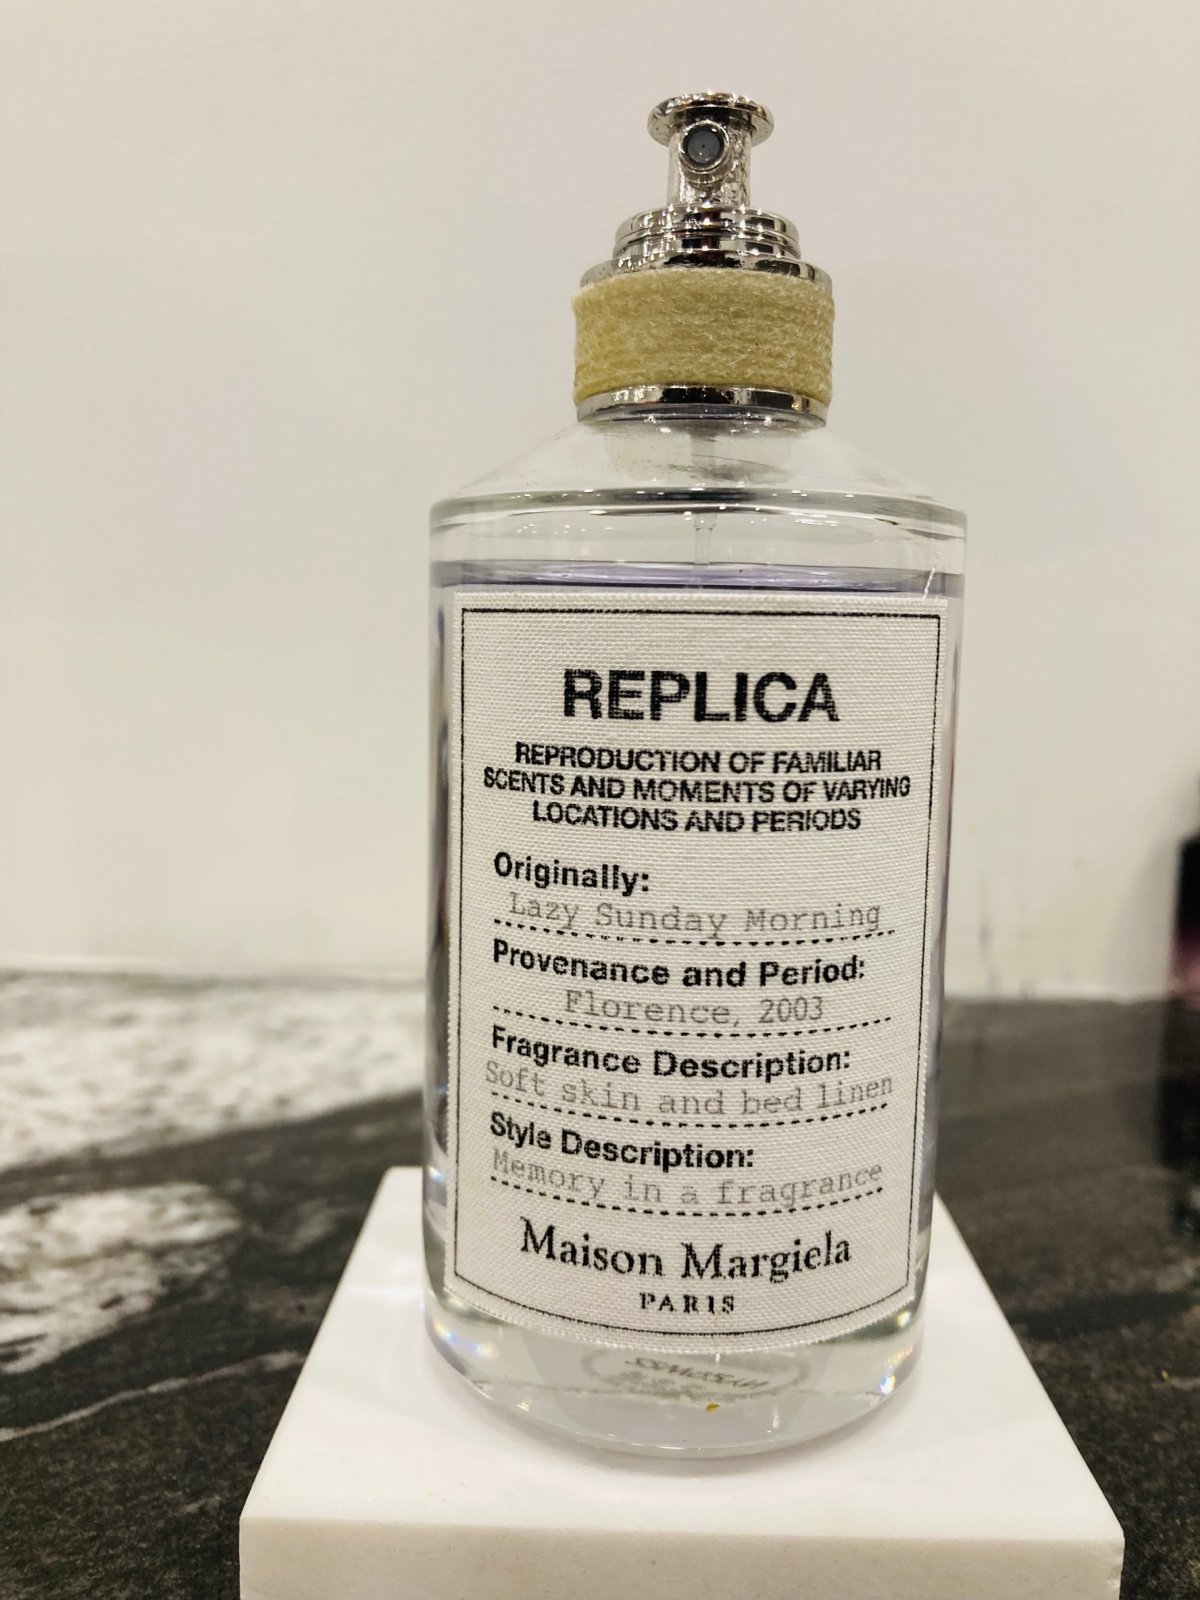 REPLICA
REPRODUCTION OF FAMILIAR
SCENTS AND MOMENTS OF VARYING
LOCATIONS AND PERIODS
Originally:
Lazy Sunday Morning
Provenance and Period:
Florence, 2003
Fragrance Description:
Soft skin and bed linen
Style Description:
Memory in a fragrance
Maison Margiela
PARIS